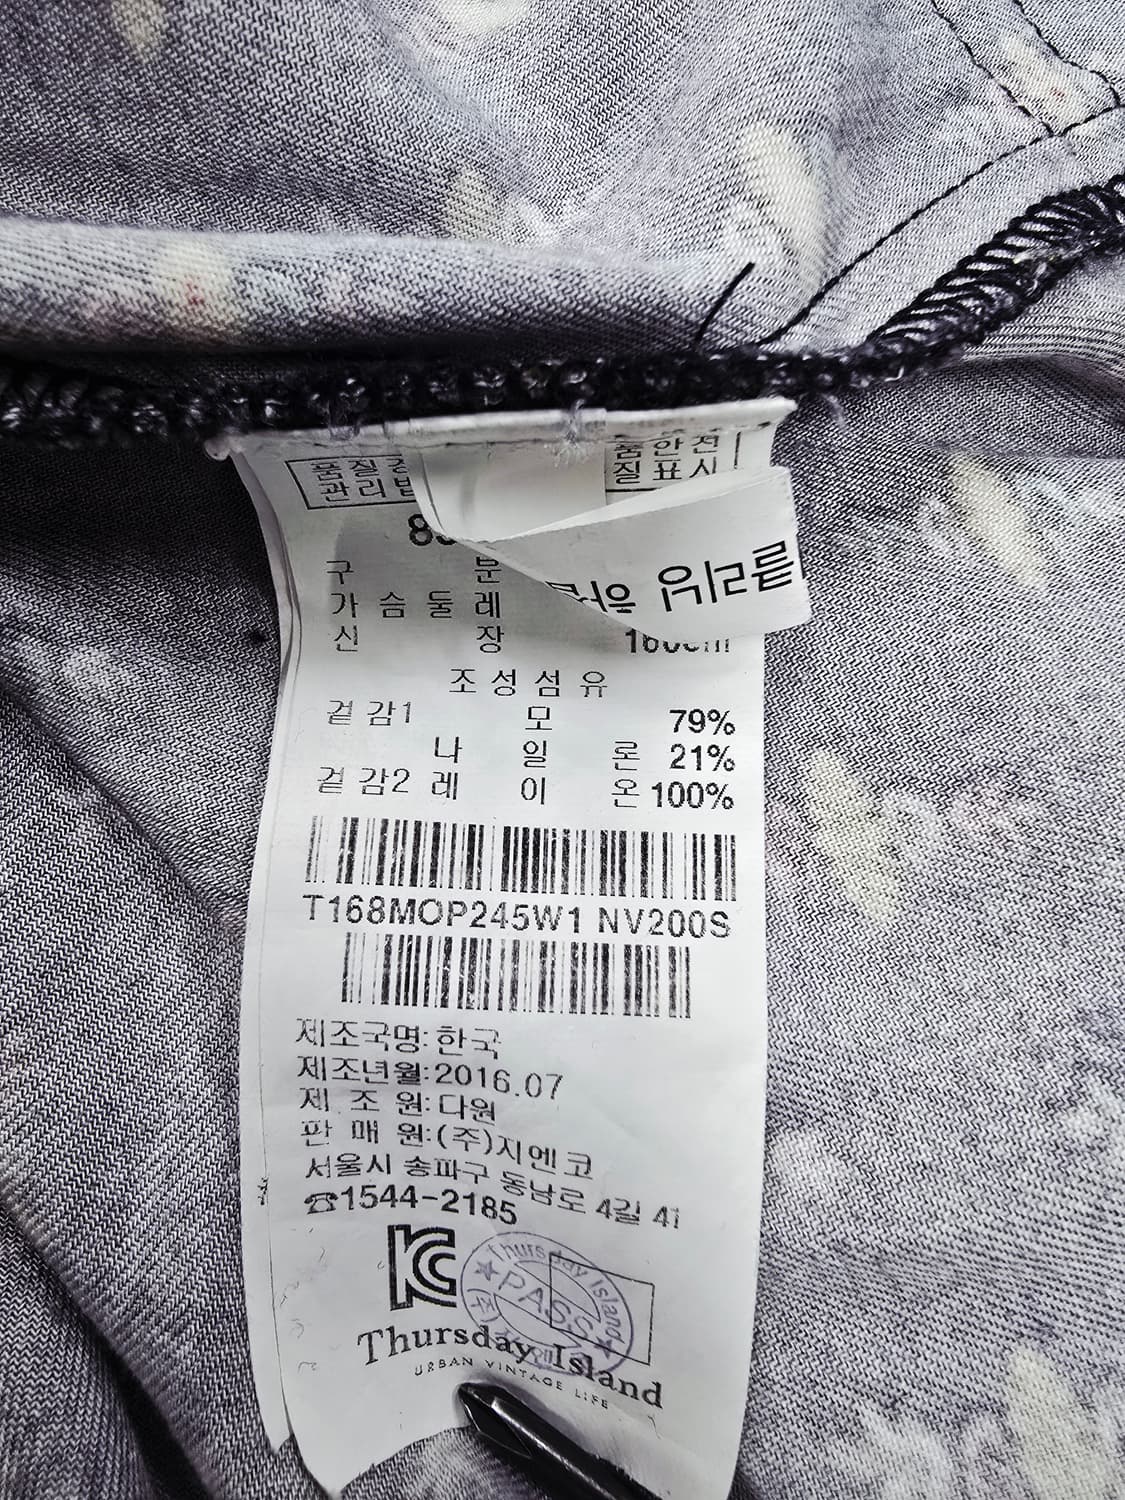 품질경
관리법
품안전
질표시
구 분
가슴둘레
신 장
클리닝
조성섬유
겉감1 모 79%
나일론 21%
겉감2 레이온 100%
T168MOP245W1 NV200S
제조국명:한국
제조년월:2016.07
제 조 원:다원
판 매 원:(주)지엔코
서울시 송파구 동남로 4길 41
☎1544-2185
Thursday Island
PASS
Thursday Island
URBAN VINTAGE LIFE